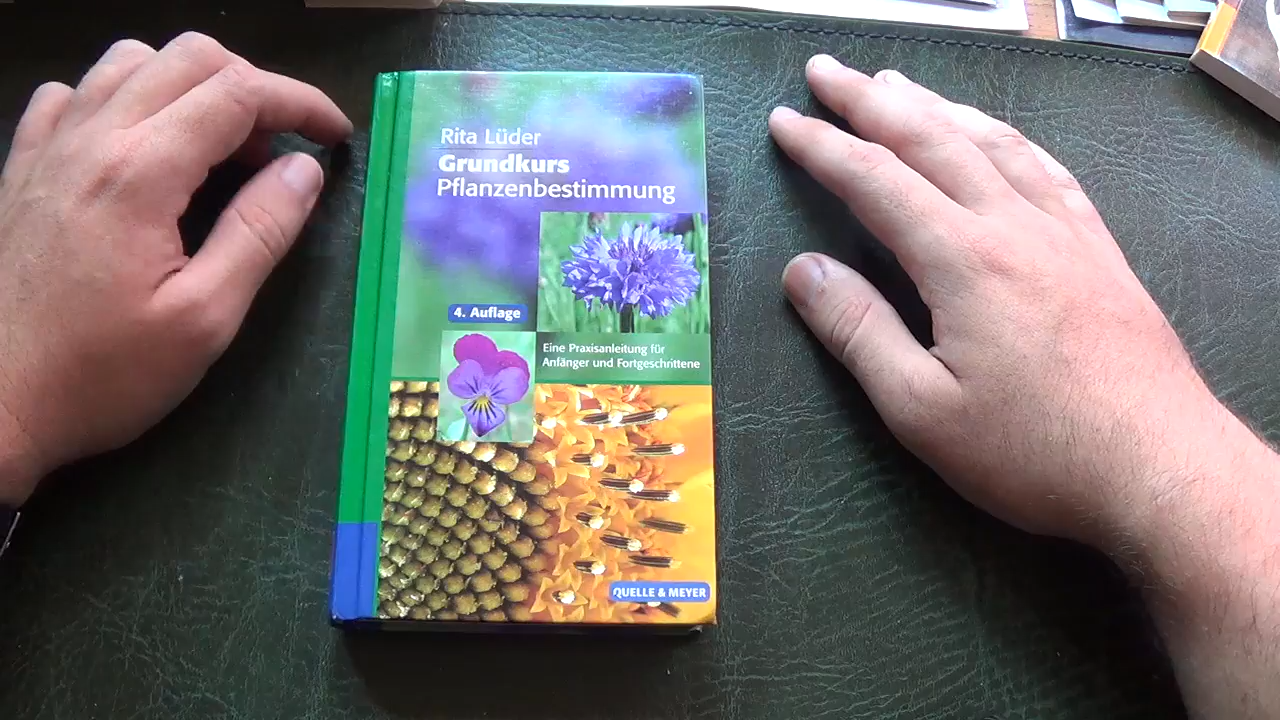 Rita Lüder
Grundkurs
Pflanzenbestimmung
4. Auflage
Eine Praxisanleitung für
Anfänger und Fortgeschrittene
QUELLE & MEYER